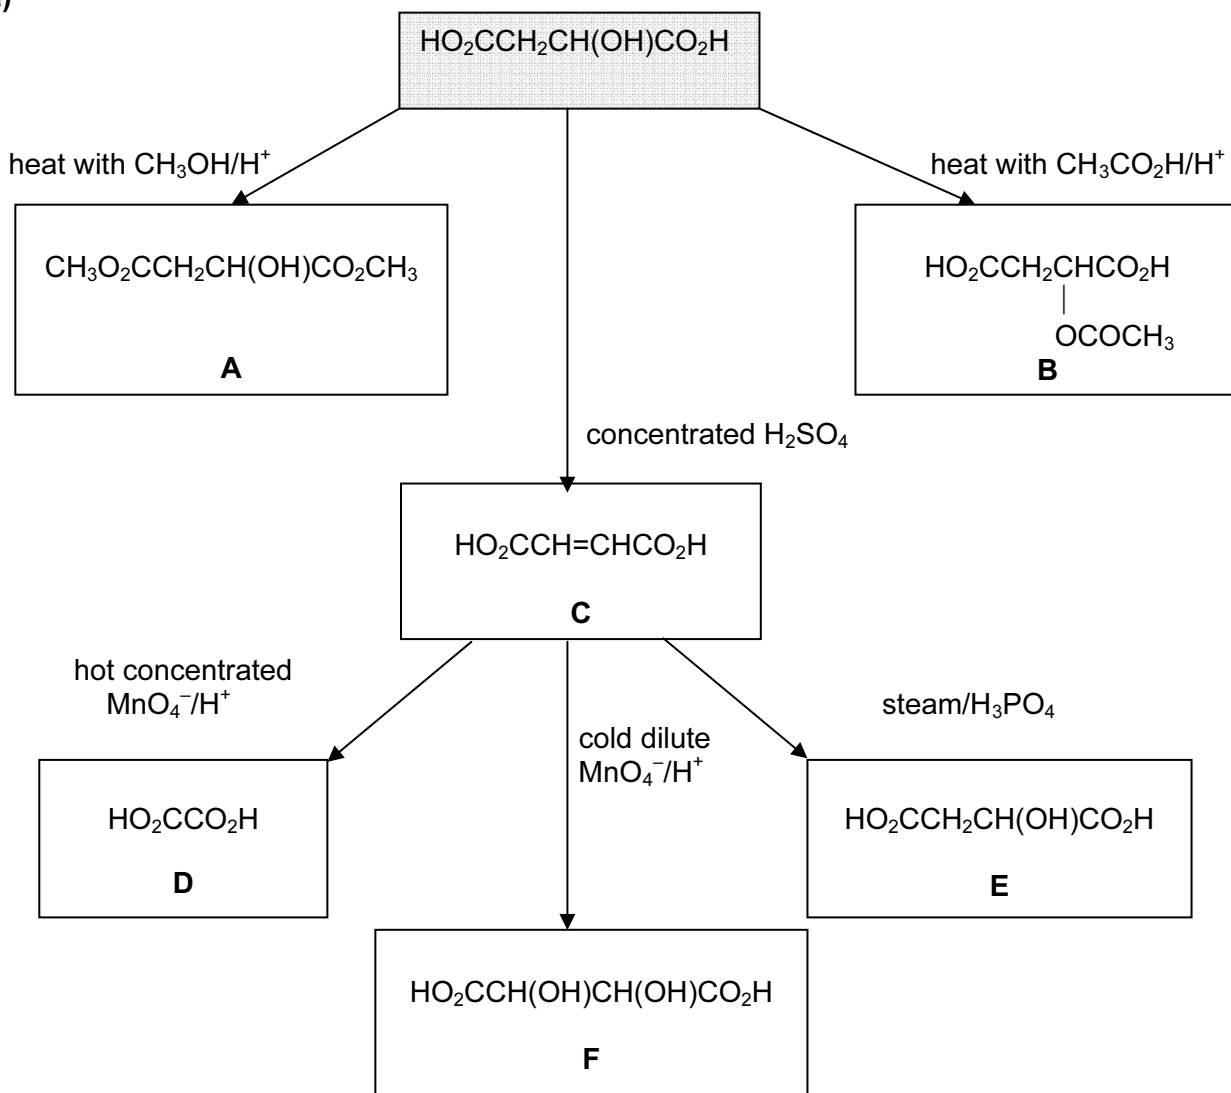 HO₂CCH₂CH(OH)CO₂H
heat with CH₃OH/H⁺
heat with CH₃CO₂H/H⁺
CH₃O₂CCH₂CH(OH)CO₂CH₃
A
HO₂CCH₂CHCO₂H
OCOCH₃
B
concentrated H₂SO₄
HO₂CCH=CHCO₂H
C
hot concentrated
MnO₄⁻/H⁺
cold dilute
MnO₄⁻/H⁺
steam/H₃PO₄
HO₂CCO₂H
D
HO₂CCH₂CH(OH)CO₂H
E
HO₂CCH(OH)CH(OH)CO₂H
F